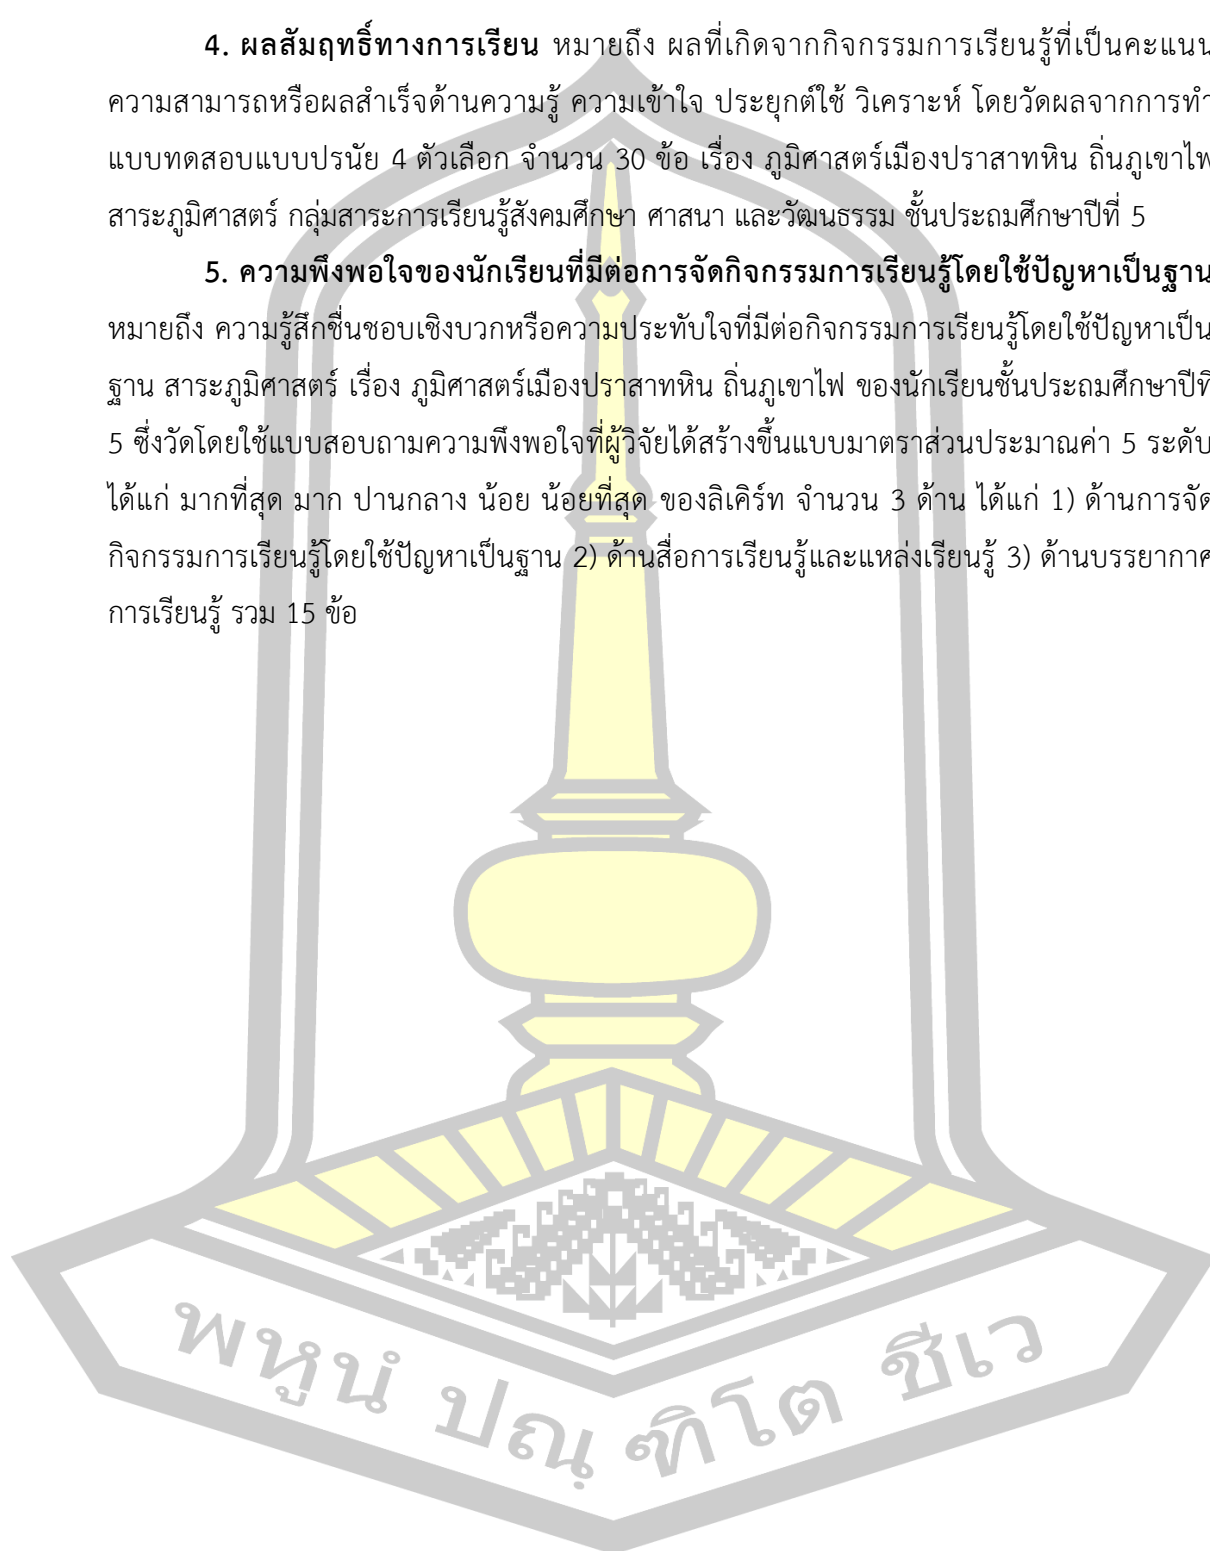 4. ผลสัมฤทธิ์ทางการเรียน หมายถึง ผลที่เกิดจากกิจกรรมการเรียนรู้ที่เป็นคะแนน
ความสามารถหรือผลสำเร็จด้านความรู้ ความเข้าใจ ประยุกต์ใช้ วิเคราะห์ โดยวัดผลจากการทำ
แบบทดสอบแบบปรนัย 4 ตัวเลือก จำนวน 30 ข้อ เรื่อง ภูมิศาสตร์เมืองปราสาทหิน ถิ่นภูเขาไฟ
สาระภูมิศาสตร์ กลุ่มสาระการเรียนรู้สังคมศึกษา ศาสนา และวัฒนธรรม ชั้นประถมศึกษาปีที่ 5
5. ความพึงพอใจของนักเรียนที่มีต่อการจัดกิจกรรมการเรียนรู้โดยใช้ปัญหาเป็นฐาน
หมายถึง ความรู้สึกชื่นชอบเชิงบวกหรือความประทับใจที่มีต่อกิจกรรมการเรียนรู้โดยใช้ปัญหาเป็น
ฐาน สาระภูมิศาสตร์ เรื่อง ภูมิศาสตร์เมืองปราสาทหิน ถิ่นภูเขาไฟ ของนักเรียนชั้นประถมศึกษาปีที่
5 ซึ่งวัดโดยใช้แบบสอบถามความพึงพอใจที่ผู้วิจัยได้สร้างขึ้นแบบมาตราส่วนประมาณค่า 5 ระดับ
ได้แก่ มากที่สุด มาก ปานกลาง น้อย น้อยที่สุด ของลิเคิร์ท จำนวน 3 ด้าน ได้แก่ 1) ด้านการจัด
กิจกรรมการเรียนรู้โดยใช้ปัญหาเป็นฐาน 2) ด้านสื่อการเรียนรู้และแหล่งเรียนรู้ 3) ด้านบรรยากาศ
การเรียนรู้ รวม 15 ข้อ
พหูนํ ปณฺ ฑิโต ชีเว